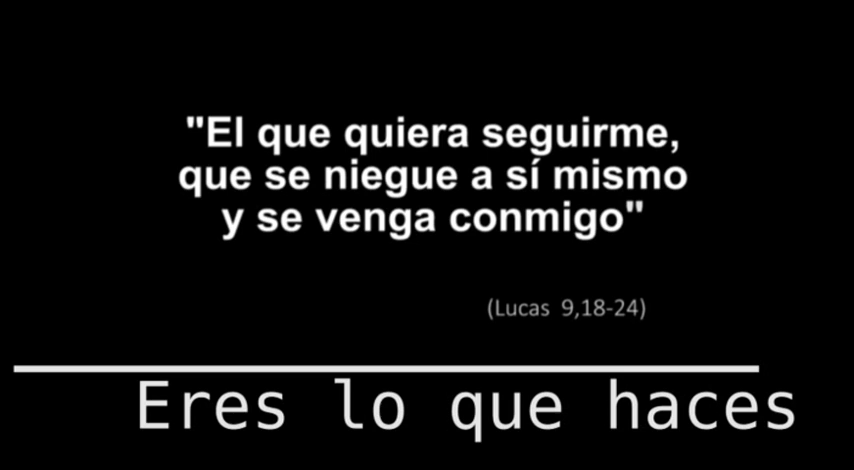 "El que quiera seguirme,
que se niegue a sí mismo
y se venga conmigo"
(Lucas 9,18-24)
Eres lo que haces